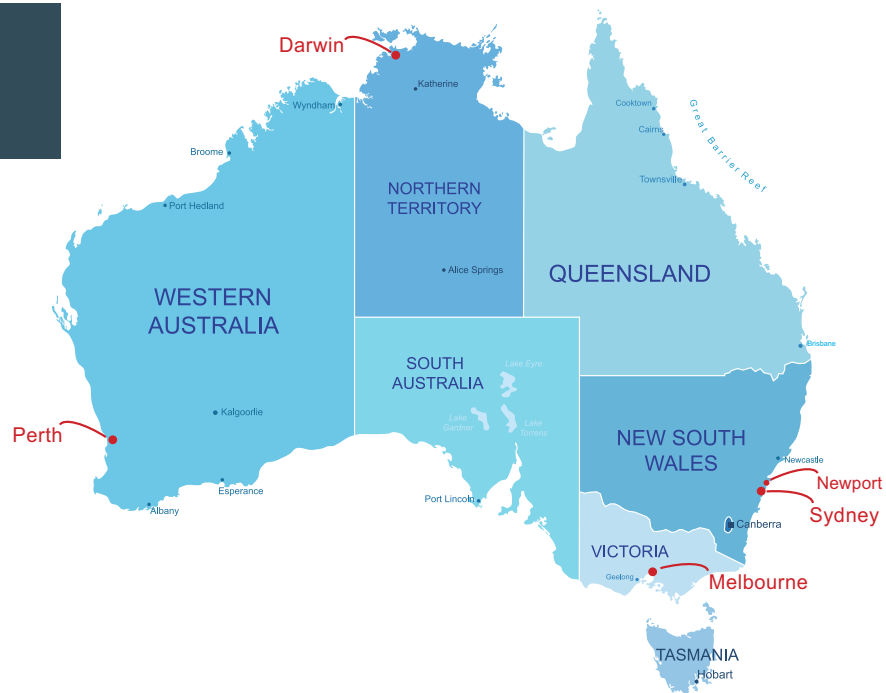 Darwin
Katherine
Wyndham
Cooktown
Great Barrier Reef
Cairns
Broome
Townsville
NORTHERN
TERRITORY
Port Hedland
Alice Springs
QUEENSLAND
WESTERN
AUSTRALIA
Brisbane
SOUTH
AUSTRALIA
Lake Eyre
Kalgoorlie
Lake
Gardner
Lake
Torrens
Perth
NEW SOUTH
WALES
Newcastle
Newport
Esperance
Port Lincoln
Albany
Sydney
Canberra
VICTORIA
Geelong
Melbourne
TASMANIA
Hobart